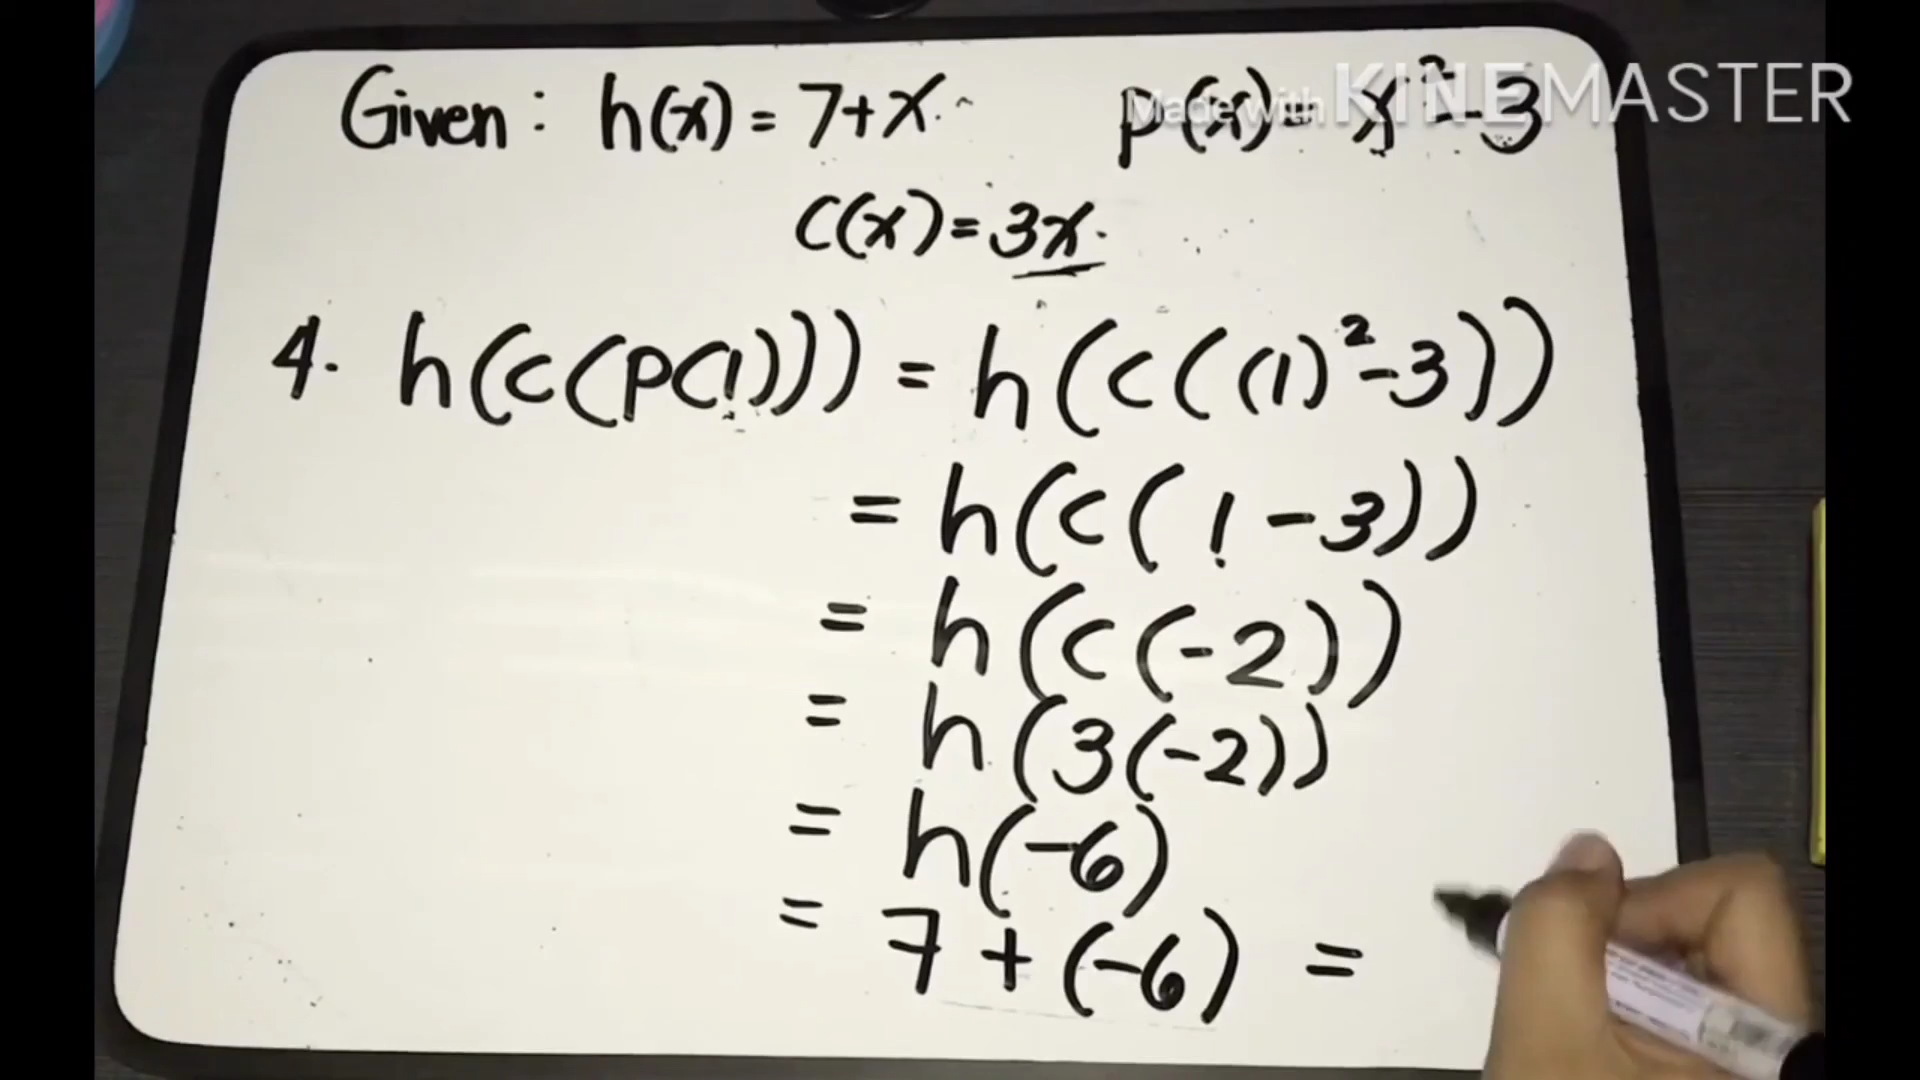 Given: h(x) = 7+x p(x) = x²-3
Made with KINEMASTER
c(x) = 3x
4. h(c(p(1))) = h(c((1)²-3))
= h(c(1-3))
= h(c(-2))
= h(3(-2))
= h(-6)
= 7 + (-6) =